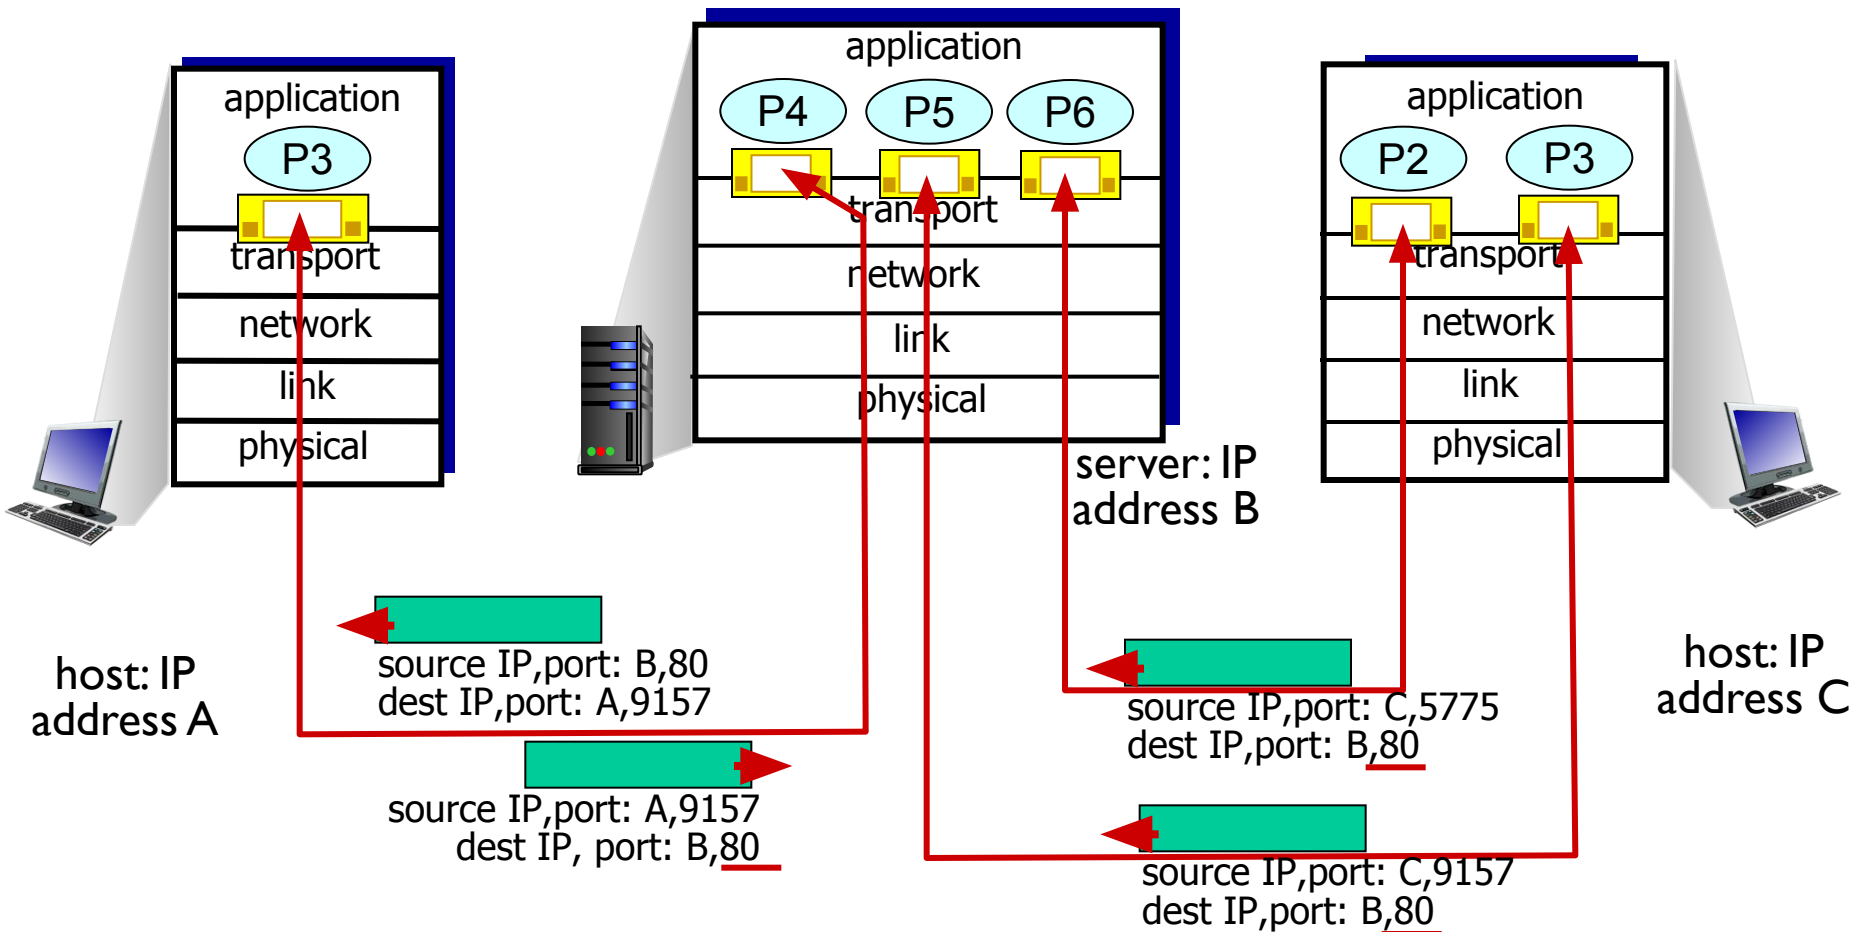 application
P3
transport
network
link
physical
host: IP
address A
application
P4 P5 P6
transport
network
link
physical
server: IP
address B
application
P2 P3
transport
network
link
physical
host: IP
address C
source IP,port: B,80
dest IP,port: A,9157
source IP,port: A,9157
dest IP, port: B,80
source IP,port: C,5775
dest IP,port: B,80
source IP,port: C,9157
dest IP,port: B,80